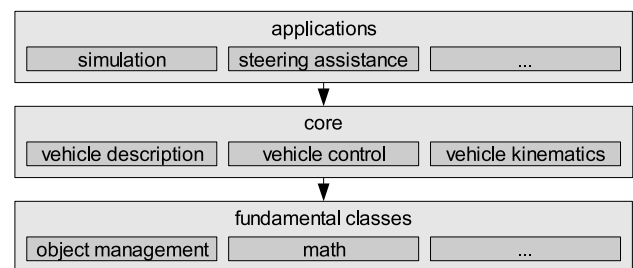 applications
simulation steering assistance ...
core
vehicle description vehicle control vehicle kinematics
fundamental classes
object management math ...